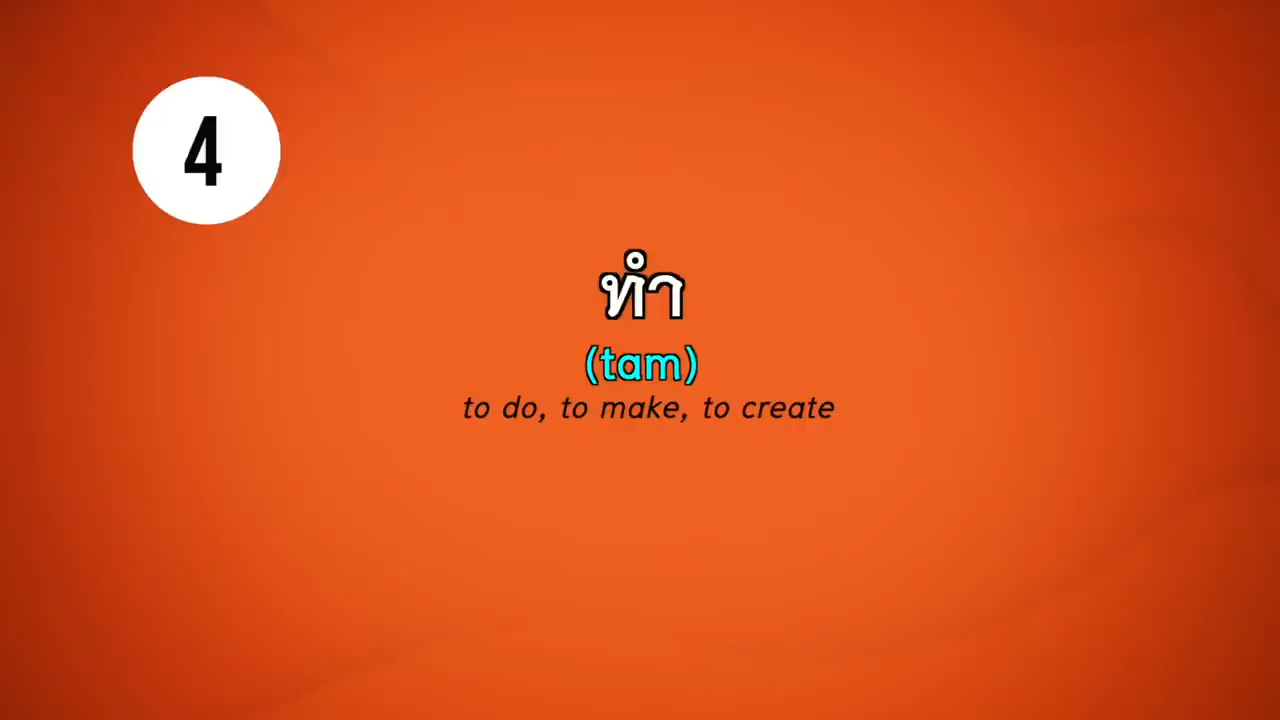 4
ทำ
(tam)
to do, to make, to create